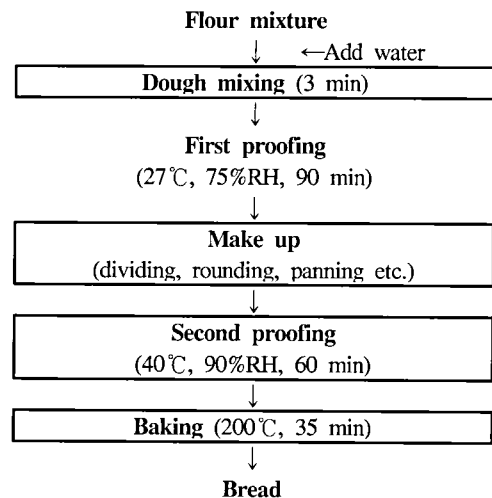 Flour mixture
↓ ←Add water
Dough mixing (3 min)
↓
First proofing
(27℃, 75%RH, 90 min)
↓
Make up
(dividing, rounding, panning etc.)
↓
Second proofing
(40℃, 90%RH, 60 min)
↓
Baking (200℃, 35 min)
↓
Bread